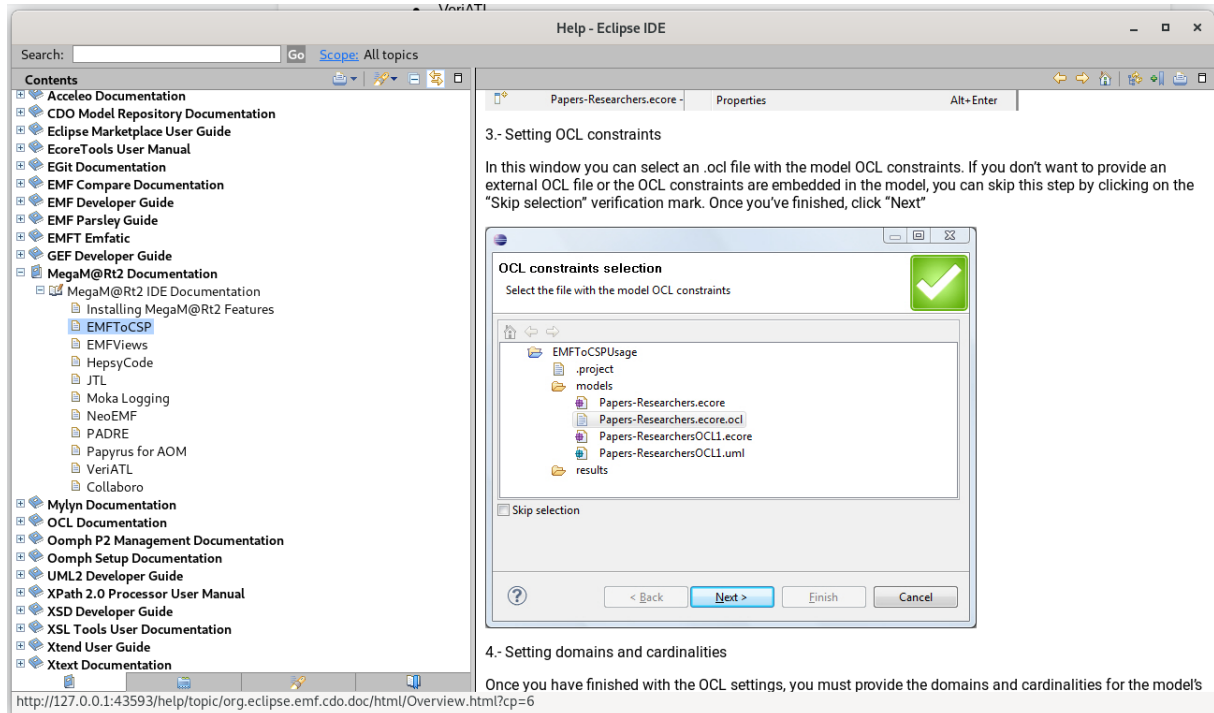 VeriATL
Help - Eclipse IDE
Search:
Go
Scope: All topics
Contents
Acceleo Documentation
CDO Model Repository Documentation
Eclipse Marketplace User Guide
EcoreTools User Manual
EGit Documentation
EMF Compare Documentation
EMF Developer Guide
EMF Parsley Guide
EMFT Emfatic
GEF Developer Guide
MegaM@Rt2 Documentation
MegaM@Rt2 IDE Documentation
Installing MegaM@Rt2 Features
EMFToCSP
EMFViews
HepsyCode
JTL
Moka Logging
NeoEMF
PADRE
Papyrus for AOM
VeriATL
Collaboro
Mylyn Documentation
OCL Documentation
Oomph P2 Management Documentation
Oomph Setup Documentation
UML2 Developer Guide
XPath 2.0 Processor User Manual
XSD Developer Guide
XSL Tools User Documentation
Xtend User Guide
Xtext Documentation
Papers-Researchers.ecore - Properties Alt+Enter
3.- Setting OCL constraints
In this window you can select an .ocl file with the model OCL constraints. If you don’t want to provide an
external OCL file or the OCL constraints are embedded in the model, you can skip this step by clicking on the
“Skip selection” verification mark. Once you’ve finished, click “Next”
OCL constraints selection
Select the file with the model OCL constraints
EMFToCSPUsage
.project
models
Papers-Researchers.ecore
Papers-Researchers.ecore.ocl
Papers-ResearchersOCL1.ecore
Papers-ResearchersOCL1.uml
results
Skip selection
? < Back Next > Finish Cancel
4.- Setting domains and cardinalities
Once you have finished with the OCL settings, you must provide the domains and cardinalities for the model’s
http://127.0.0.1:43593/help/topic/org.eclipse.emf.cdo.doc/html/Overview.html?cp=6